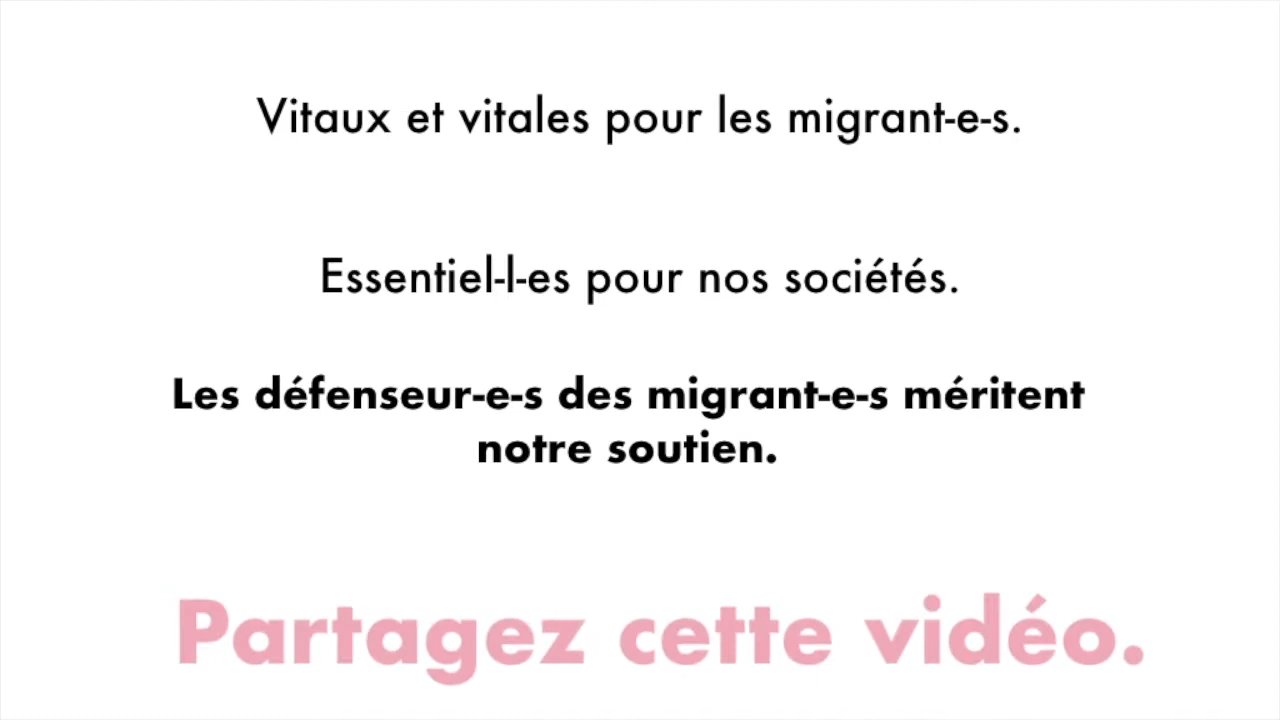 Vitaux et vitales pour les migrant-e-s.
Essentiel-l-es pour nos sociétés.
Les défenseur-e-s des migrant-e-s méritent
notre soutien.
Partagez cette vidéo.